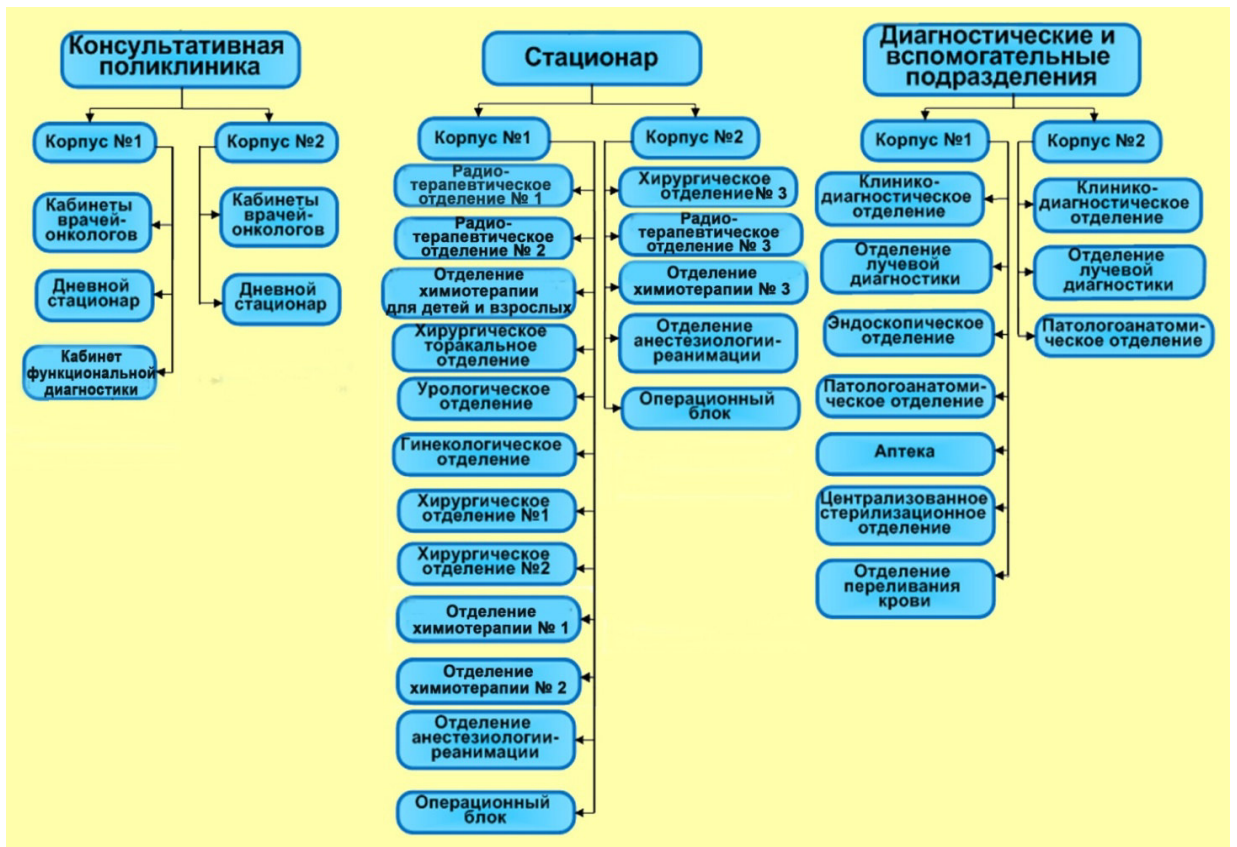 Консультативная
поликлиника
Корпус №1
Кабинеты
врачей-
онкологов
Дневной
стационар
Кабинет
функциональной
диагностики
Корпус №2
Кабинеты
врачей-
онкологов
Дневной
стационар
Стационар
Корпус №1
Радио-
терапевтическое
отделение № 1
Радио-
терапевтическое
отделение № 2
Отделение
химиотерапии
для детей и взрослых
Хирургическое
торакальное
отделение
Урологическое
отделение
Гинекологическое
отделение
Хирургическое
отделение №1
Хирургическое
отделение №2
Отделение
химиотерапии № 1
Отделение
химиотерапии № 2
Отделение
анестезиологии-
реанимации
Операционный
блок
Корпус №2
Хирургическое
отделение№ 3
Радио-
терапевтическое
отделение № 3
Отделение
химиотерапии № 3
Отделение
анестезиологии-
реанимации
Операционный
блок
Диагностические и
вспомогательные
подразделения
Корпус №1
Клинико-
диагностическое
отделение
Отделение
лучевой
диагностики
Эндоскопическое
отделение
Патологоанатоми-
ческое отделение
Аптека
Централизованное
стерилизационное
отделение
Отделение
переливания
крови
Корпус №2
Клинико-
диагностическое
отделение
Отделение
лучевой
диагностики
Патологоанатоми-
ческое отделение